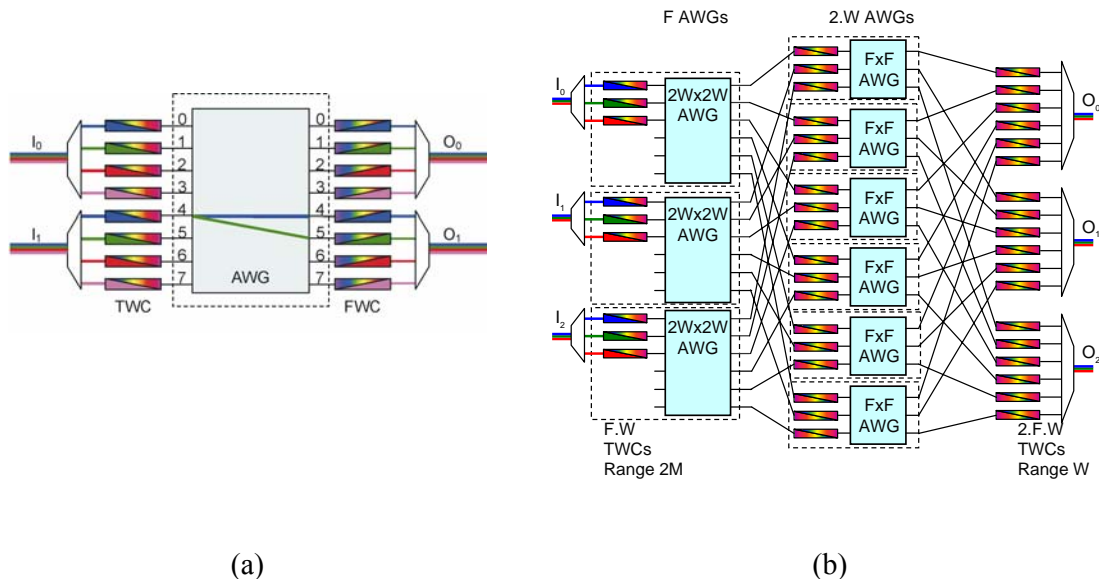 F AWGs
2.W AWGs
I0
I1
0
1
2
3
4
5
6
7
AWG
0
1
2
3
4
5
6
7
O0
O1
TWC
FWC
I0
I1
I2
2Wx2W
AWG
2Wx2W
AWG
2Wx2W
AWG
FxF
AWG
FxF
AWG
FxF
AWG
FxF
AWG
FxF
AWG
FxF
AWG
O0
O1
O2
F.W
TWCs
Range 2M
2.F.W
TWCs
Range W
(a)
(b)